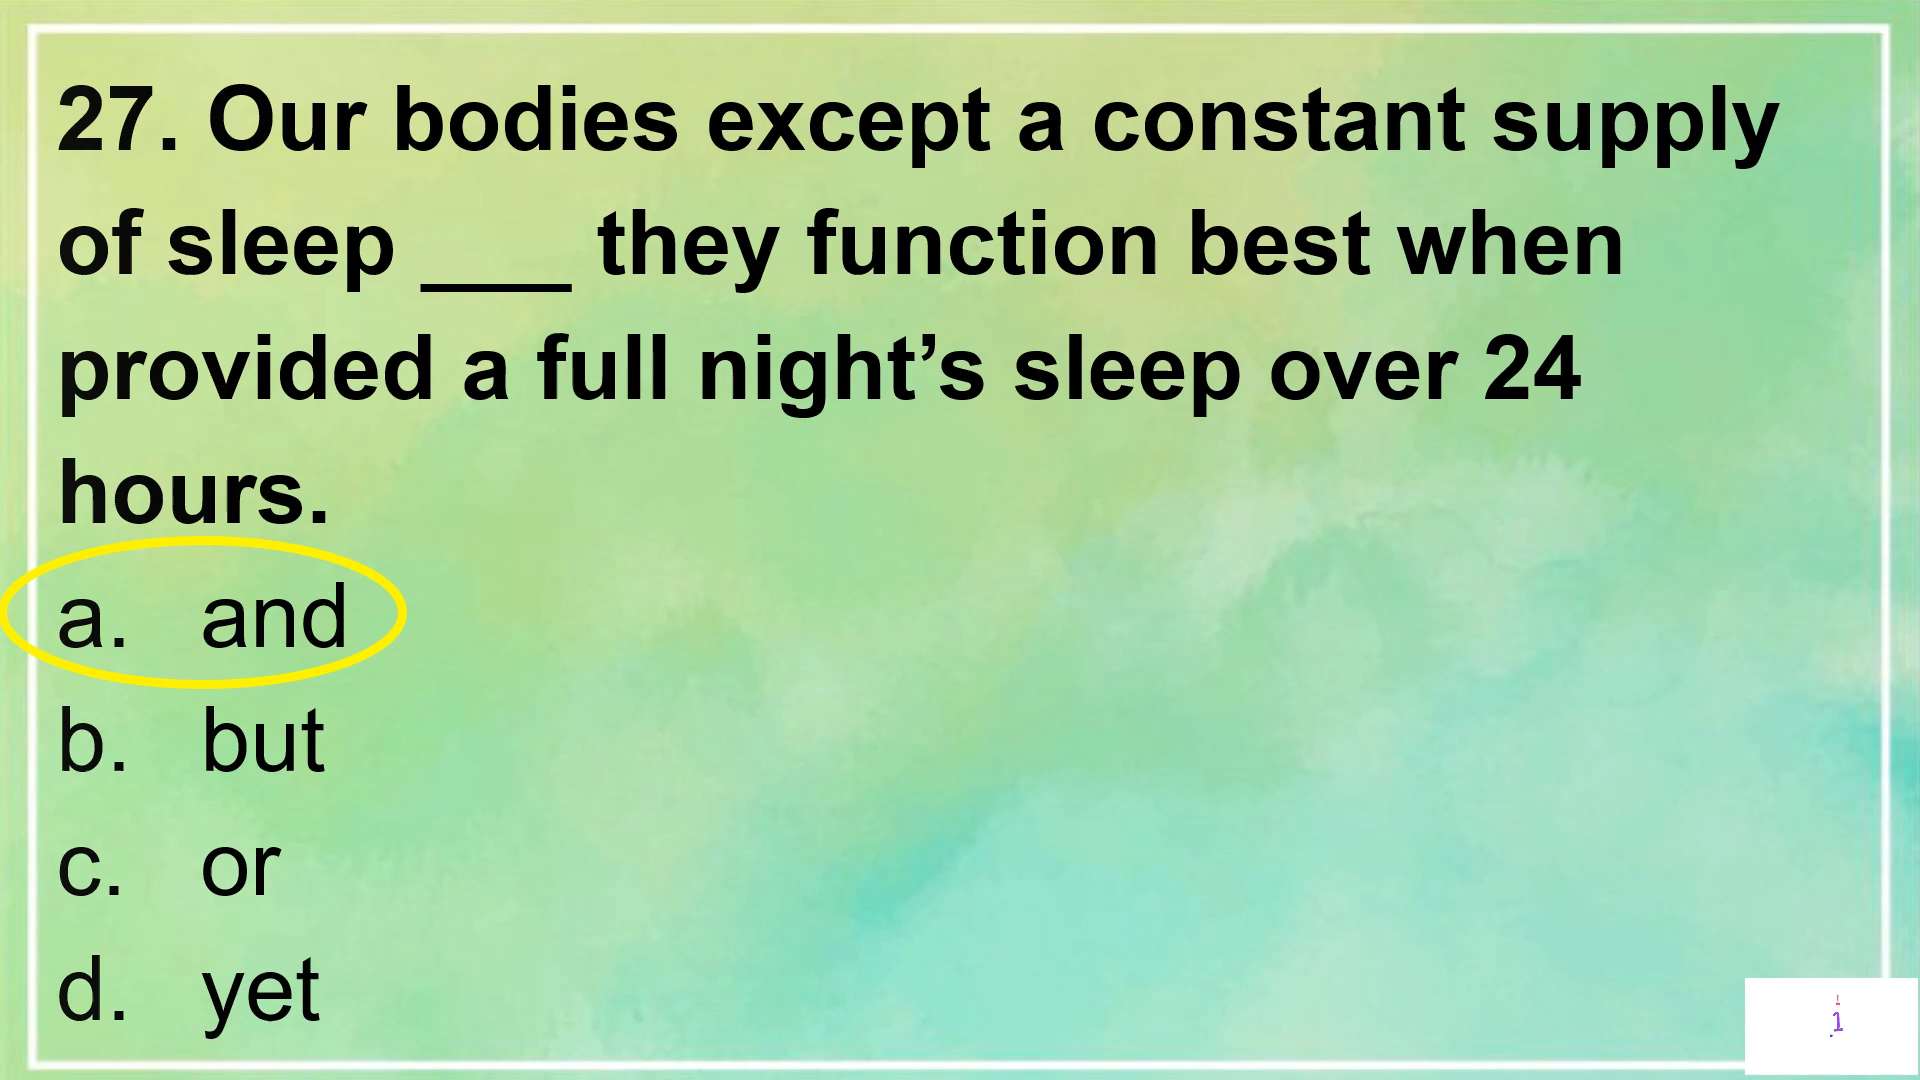 27. Our bodies except a constant supply
of sleep ___ they function best when
provided a full night’s sleep over 24
hours.
a. and
b. but
c. or
d. yet